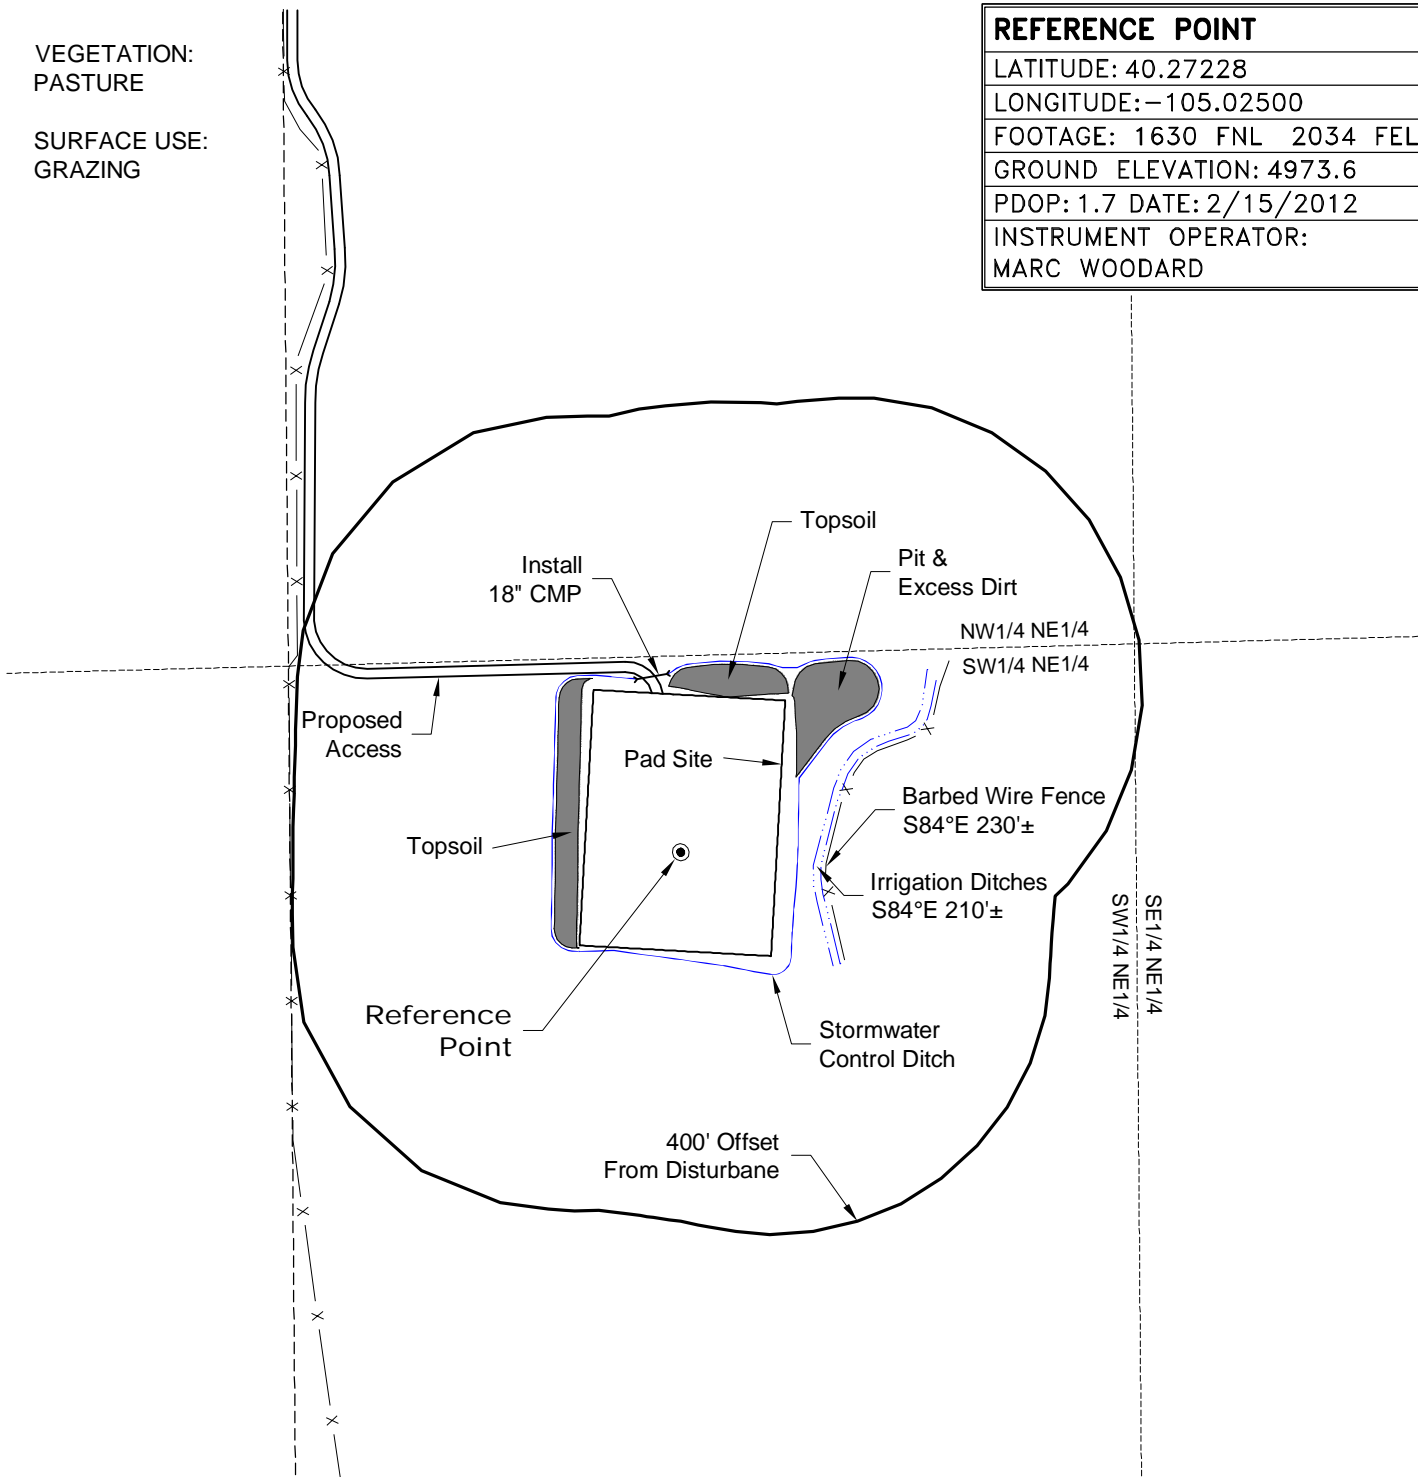 VEGETATION:
PASTURE
SURFACE USE:
GRAZING
REFERENCE POINT
LATITUDE: 40.27228
LONGITUDE: -105.02500
FOOTAGE: 1630 FNL 2034 FEL
GROUND ELEVATION: 4973.6
PDOP: 1.7 DATE: 2/15/2012
INSTRUMENT OPERATOR:
MARC WOODARD
Topsoil
Install
18" CMP
Pit &
Excess Dirt
NW1/4 NE1/4
SW1/4 NE1/4
Proposed
Access
Pad Site
Barbed Wire Fence
S84°E 230'±
Topsoil
Irrigation Ditches
S84°E 210'±
SW1/4 NE1/4
SE1/4 NE1/4
Reference
Point
Stormwater
Control Ditch
400' Offset
From Disturbane